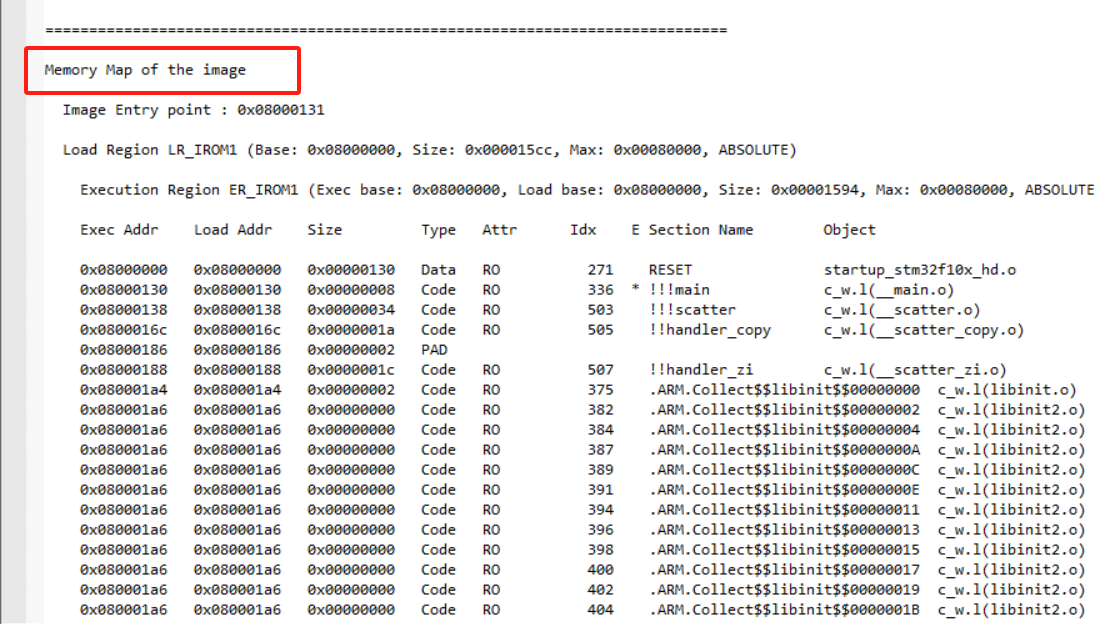 ==============================================================================
Memory Map of the image
Image Entry point : 0x08000131
Load Region LR_IROM1 (Base: 0x08000000, Size: 0x000015cc, Max: 0x00080000, ABSOLUTE)
Execution Region ER_IROM1 (Exec base: 0x08000000, Load base: 0x08000000, Size: 0x00001594, Max: 0x00080000, ABSOLUTE
Exec Addr    Load Addr    Size         Type   Attr      Idx    E Section Name        Object
0x08000000   0x08000000   0x00000130   Data   RO          271    RESET               startup_stm32f10x_hd.o
0x08000130   0x08000130   0x00000008   Code   RO          336  * !!!main             c_w.l(__main.o)
0x08000138   0x08000138   0x00000034   Code   RO          503    !!!scatter          c_w.l(__scatter.o)
0x0800016c   0x0800016c   0x0000001a   Code   RO          505    !!handler_copy      c_w.l(__scatter_copy.o)
0x08000186   0x08000186   0x00000002   PAD
0x08000188   0x08000188   0x0000001c   Code   RO          507    !!handler_zi        c_w.l(__scatter_zi.o)
0x080001a4   0x080001a4   0x00000002   Code   RO          375    .ARM.Collect$$libinit$$00000000  c_w.l(libinit.o)
0x080001a6   0x080001a6   0x00000000   Code   RO          382    .ARM.Collect$$libinit$$00000002  c_w.l(libinit2.o)
0x080001a6   0x080001a6   0x00000000   Code   RO          384    .ARM.Collect$$libinit$$00000004  c_w.l(libinit2.o)
0x080001a6   0x080001a6   0x00000000   Code   RO          387    .ARM.Collect$$libinit$$0000000A  c_w.l(libinit2.o)
0x080001a6   0x080001a6   0x00000000   Code   RO          389    .ARM.Collect$$libinit$$0000000C  c_w.l(libinit2.o)
0x080001a6   0x080001a6   0x00000000   Code   RO          391    .ARM.Collect$$libinit$$0000000E  c_w.l(libinit2.o)
0x080001a6   0x080001a6   0x00000000   Code   RO          394    .ARM.Collect$$libinit$$00000011  c_w.l(libinit2.o)
0x080001a6   0x080001a6   0x00000000   Code   RO          396    .ARM.Collect$$libinit$$00000013  c_w.l(libinit2.o)
0x080001a6   0x080001a6   0x00000000   Code   RO          398    .ARM.Collect$$libinit$$00000015  c_w.l(libinit2.o)
0x080001a6   0x080001a6   0x00000000   Code   RO          400    .ARM.Collect$$libinit$$00000017  c_w.l(libinit2.o)
0x080001a6   0x080001a6   0x00000000   Code   RO          402    .ARM.Collect$$libinit$$00000019  c_w.l(libinit2.o)
0x080001a6   0x080001a6   0x00000000   Code   RO          404    .ARM.Collect$$libinit$$0000001B  c_w.l(libinit2.o)